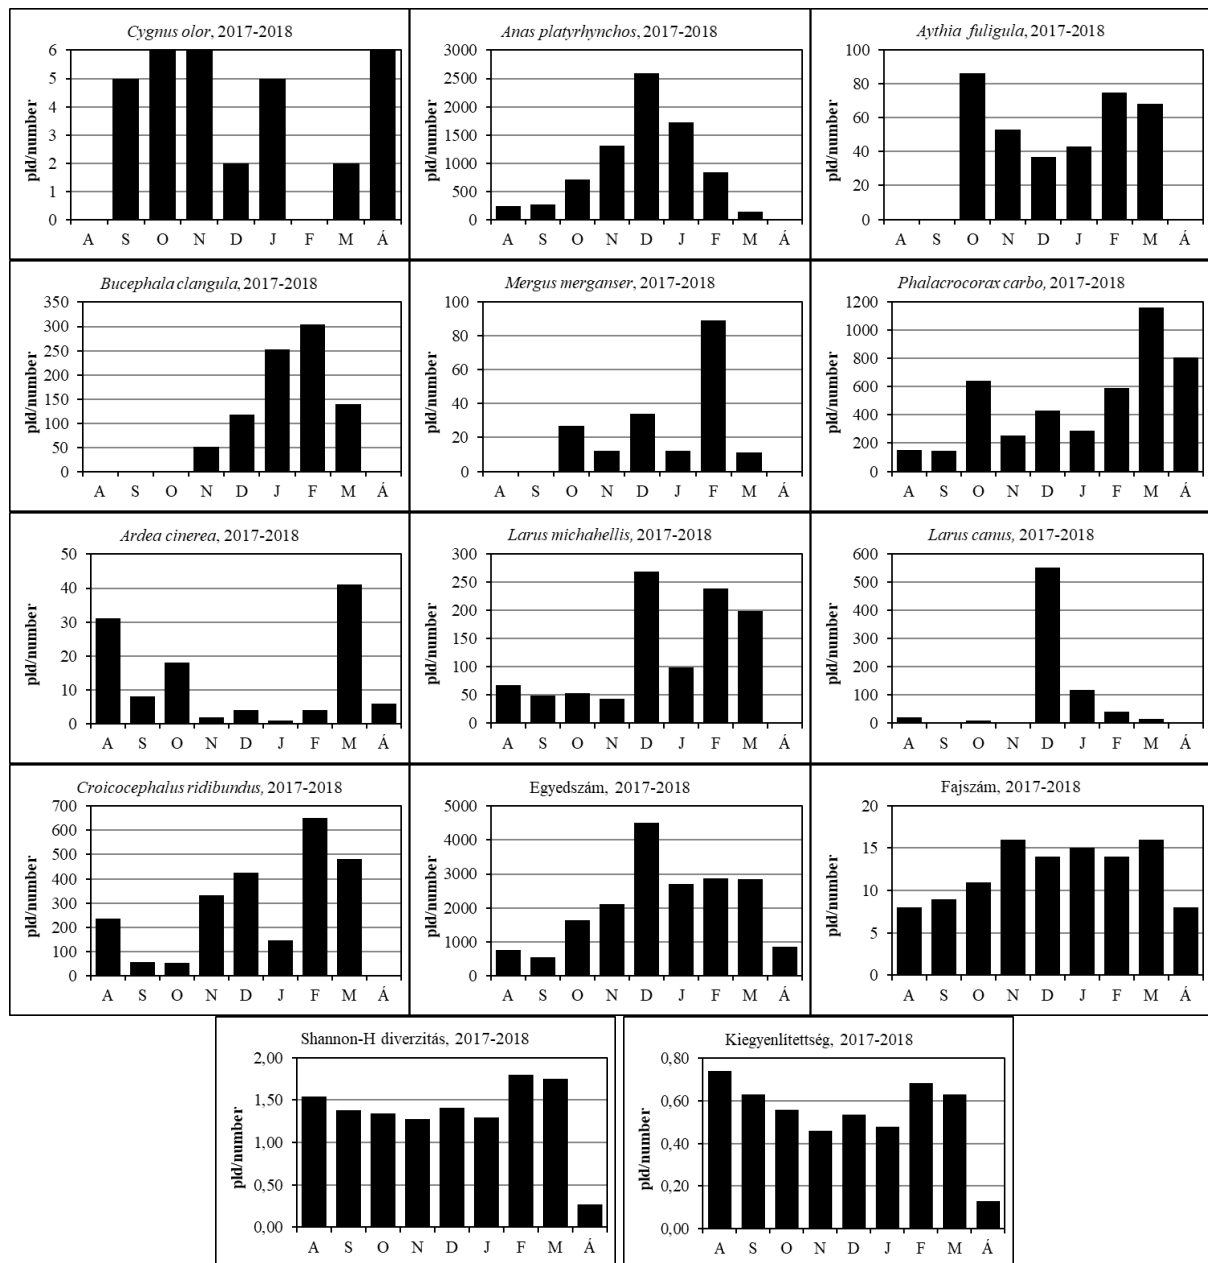 Cygnus olor, 2017-2018
pld/number
6
5
4
3
2
1
0
A S O N D J F M Á
Anas platyrhynchos, 2017-2018
pld/number
3000
2500
2000
1500
1000
500
0
A S O N D J F M Á
Aythia fuligula, 2017-2018
pld/number
100
80
60
40
20
0
A S O N D J F M Á
Bucephala clangula, 2017-2018
pld/number
350
300
250
200
150
100
50
0
A S O N D J F M Á
Mergus merganser, 2017-2018
pld/number
100
80
60
40
20
0
A S O N D J F M Á
Phalacrocorax carbo, 2017-2018
pld/number
1200
1000
800
600
400
200
0
A S O N D J F M Á
Ardea cinerea, 2017-2018
pld/number
50
40
30
20
10
0
A S O N D J F M Á
Larus michahellis, 2017-2018
pld/number
300
250
200
150
100
50
0
A S O N D J F M Á
Larus canus, 2017-2018
pld/number
600
500
400
300
200
100
0
A S O N D J F M Á
Croicocephalus ridibundus, 2017-2018
pld/number
700
600
500
400
300
200
100
0
A S O N D J F M Á
Egyedszám, 2017-2018
pld/number
5000
4000
3000
2000
1000
0
A S O N D J F M Á
Fajszám, 2017-2018
pld/number
20
15
10
5
0
A S O N D J F M Á
Shannon-H diverzitás, 2017-2018
pld/number
2,00
1,50
1,00
0,50
0,00
A S O N D J F M Á
Kiegyenlítettség, 2017-2018
pld/number
0,80
0,60
0,40
0,20
0,00
A S O N D J F M Á